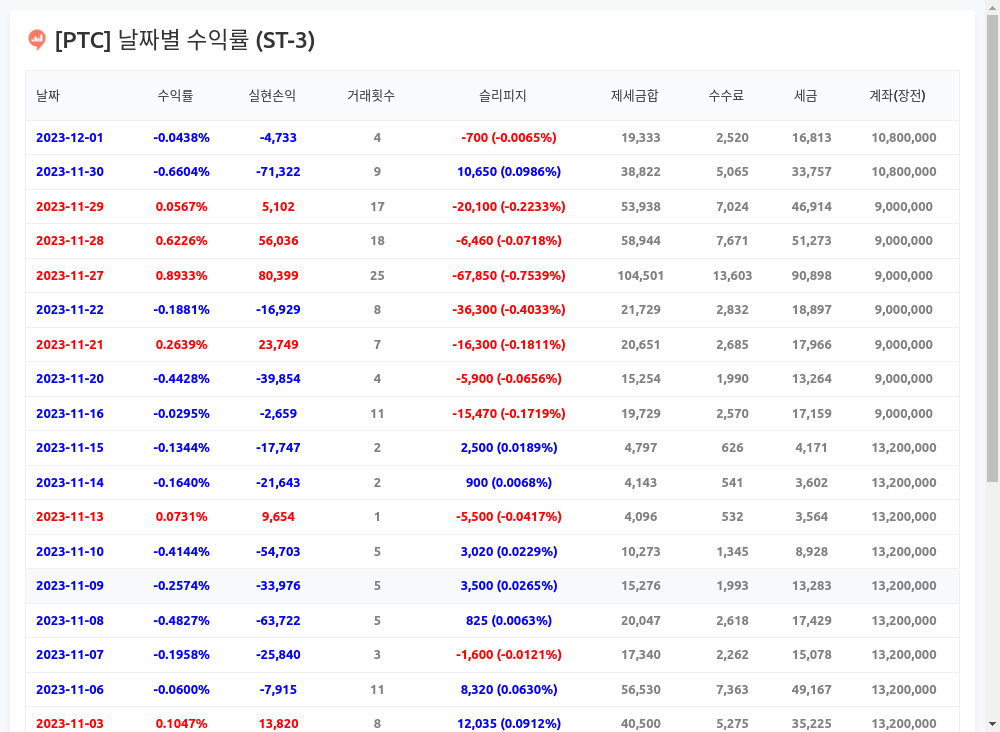 [PTC] 날짜별 수익률 (ST-3)
날짜 수익률 실현손익 거래횟수 슬리피지 제세금합 수수료 세금 계좌(장전)
2023-12-01 -0.0438% -4,733 4 -700 (-0.0065%) 19,333 2,520 16,813 10,800,000
2023-11-30 -0.6604% -71,322 9 10,650 (0.0986%) 38,822 5,065 33,757 10,800,000
2023-11-29 0.0567% 5,102 17 -20,100 (-0.2233%) 53,938 7,024 46,914 9,000,000
2023-11-28 0.6226% 56,036 18 -6,460 (-0.0718%) 58,944 7,671 51,273 9,000,000
2023-11-27 0.8933% 80,399 25 -67,850 (-0.7539%) 104,501 13,603 90,898 9,000,000
2023-11-22 -0.1881% -16,929 8 -36,300 (-0.4033%) 21,729 2,832 18,897 9,000,000
2023-11-21 0.2639% 23,749 7 -16,300 (-0.1811%) 20,651 2,685 17,966 9,000,000
2023-11-20 -0.4428% -39,854 4 -5,900 (-0.0656%) 15,254 1,990 13,264 9,000,000
2023-11-16 -0.0295% -2,659 11 -15,470 (-0.1719%) 19,729 2,570 17,159 9,000,000
2023-11-15 -0.1344% -17,747 2 2,500 (0.0189%) 4,797 626 4,171 13,200,000
2023-11-14 -0.1640% -21,643 2 900 (0.0068%) 4,143 541 3,602 13,200,000
2023-11-13 0.0731% 9,654 1 -5,500 (-0.0417%) 4,096 532 3,564 13,200,000
2023-11-10 -0.4144% -54,703 5 3,020 (0.0229%) 10,273 1,345 8,928 13,200,000
2023-11-09 -0.2574% -33,976 5 3,500 (0.0265%) 15,276 1,993 13,283 13,200,000
2023-11-08 -0.4827% -63,722 5 825 (0.0063%) 20,047 2,618 17,429 13,200,000
2023-11-07 -0.1958% -25,840 3 -1,600 (-0.0121%) 17,340 2,262 15,078 13,200,000
2023-11-06 -0.0600% -7,915 11 8,320 (0.0630%) 56,530 7,363 49,167 13,200,000
2023-11-03 0.1047% 13,820 8 12,035 (0.0912%) 40,500 5,275 35,225 13,200,000